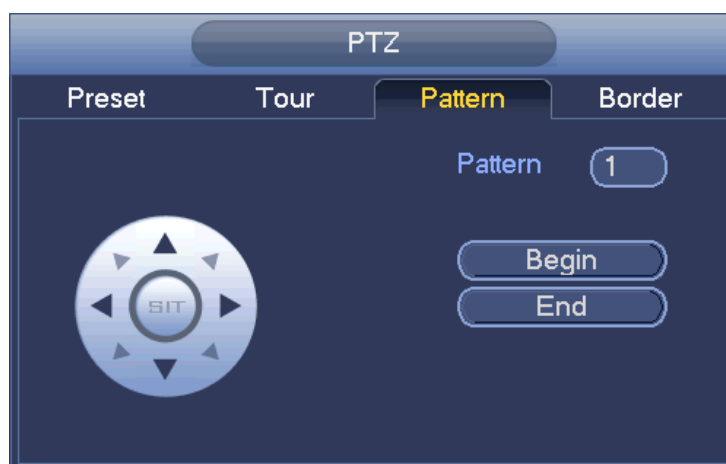 PTZ
Preset Tour Pattern Border
Pattern 1
SIT
Begin
End